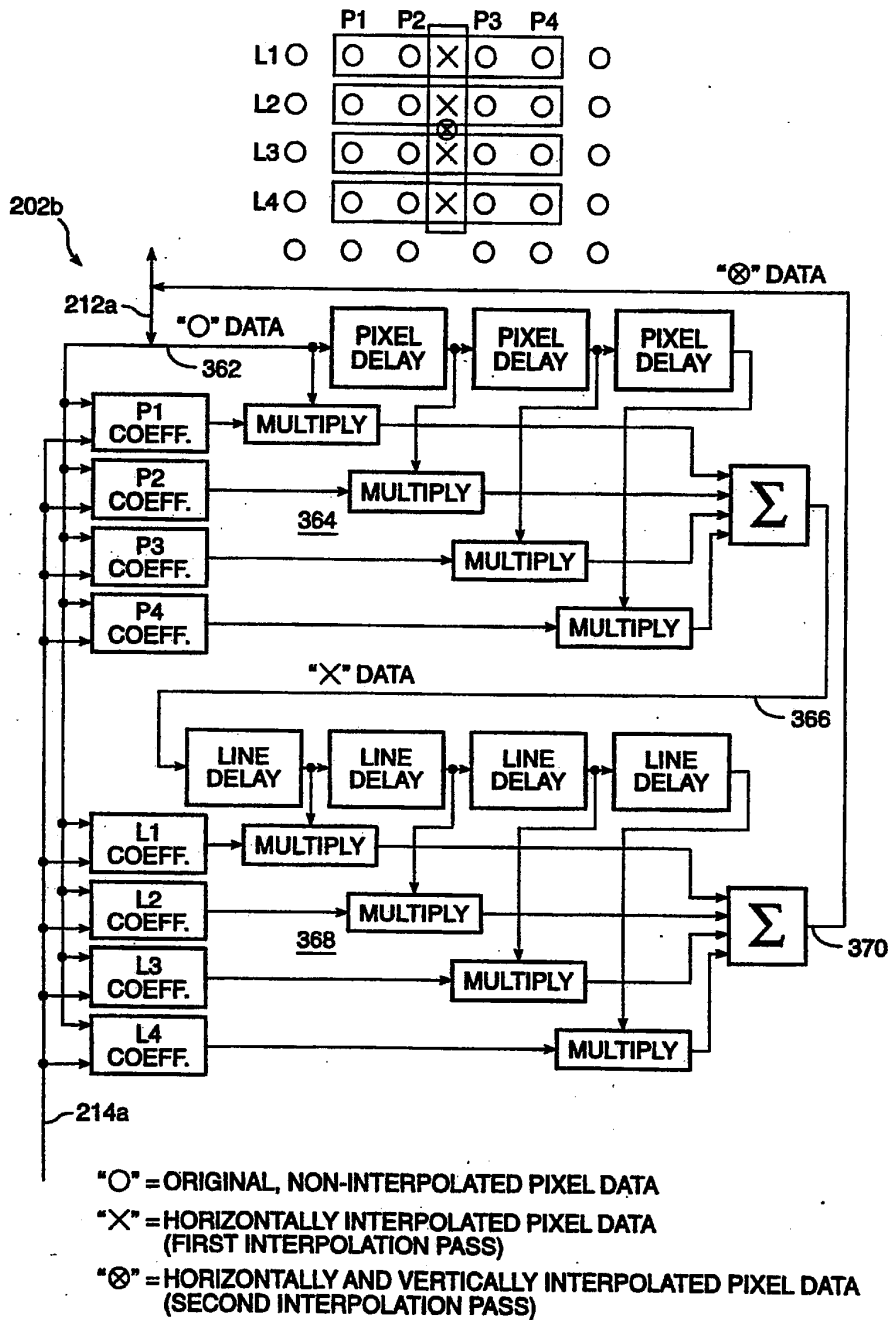 P1 P2 P3 P4
L1
L2
L3
L4
202b
212a
"O" DATA
"⊗" DATA
362
PIXEL DELAY
PIXEL DELAY
PIXEL DELAY
P1 COEFF.
MULTIPLY
P2 COEFF.
MULTIPLY
364
P3 COEFF.
MULTIPLY
P4 COEFF.
MULTIPLY
Σ
"X" DATA
366
LINE DELAY
LINE DELAY
LINE DELAY
LINE DELAY
L1 COEFF.
MULTIPLY
L2 COEFF.
MULTIPLY
368
L3 COEFF.
MULTIPLY
L4 COEFF.
MULTIPLY
Σ
370
214a
"O" = ORIGINAL, NON-INTERPOLATED PIXEL DATA
"X" = HORIZONTALLY INTERPOLATED PIXEL DATA
(FIRST INTERPOLATION PASS)
"⊗" = HORIZONTALLY AND VERTICALLY INTERPOLATED PIXEL DATA
(SECOND INTERPOLATION PASS)